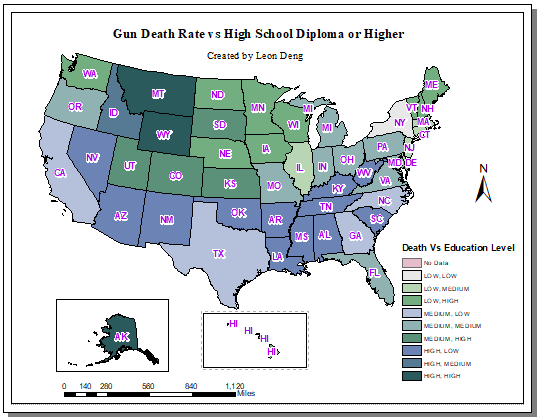 Gun Death Rate vs High School Diploma or Higher
Created by Leon Deng
WA
MT
ND
MN
ME
OR
ID
SD
WI
MI
VT
NH
WY
NY
MA
CT
MI
NE
IA
PA
NJ
NV
UT
CO
IL
IN
OH
MD
DE
CA
KS
MO
WV
VA
KY
NC
AZ
NM
OK
AR
TN
SC
TX
LA
MS
AL
GA
FL
N
Death Vs Education Level
No Data
LOW, LOW
LOW, MEDIUM
LOW, HIGH
MEDIUM, LOW
MEDIUM, MEDIUM
MEDIUM, HIGH
HIGH, LOW
HIGH, MEDIUM
HIGH, HIGH
AK
HI
HI
HI
HI
0 140 280 560 840 1,120
Miles